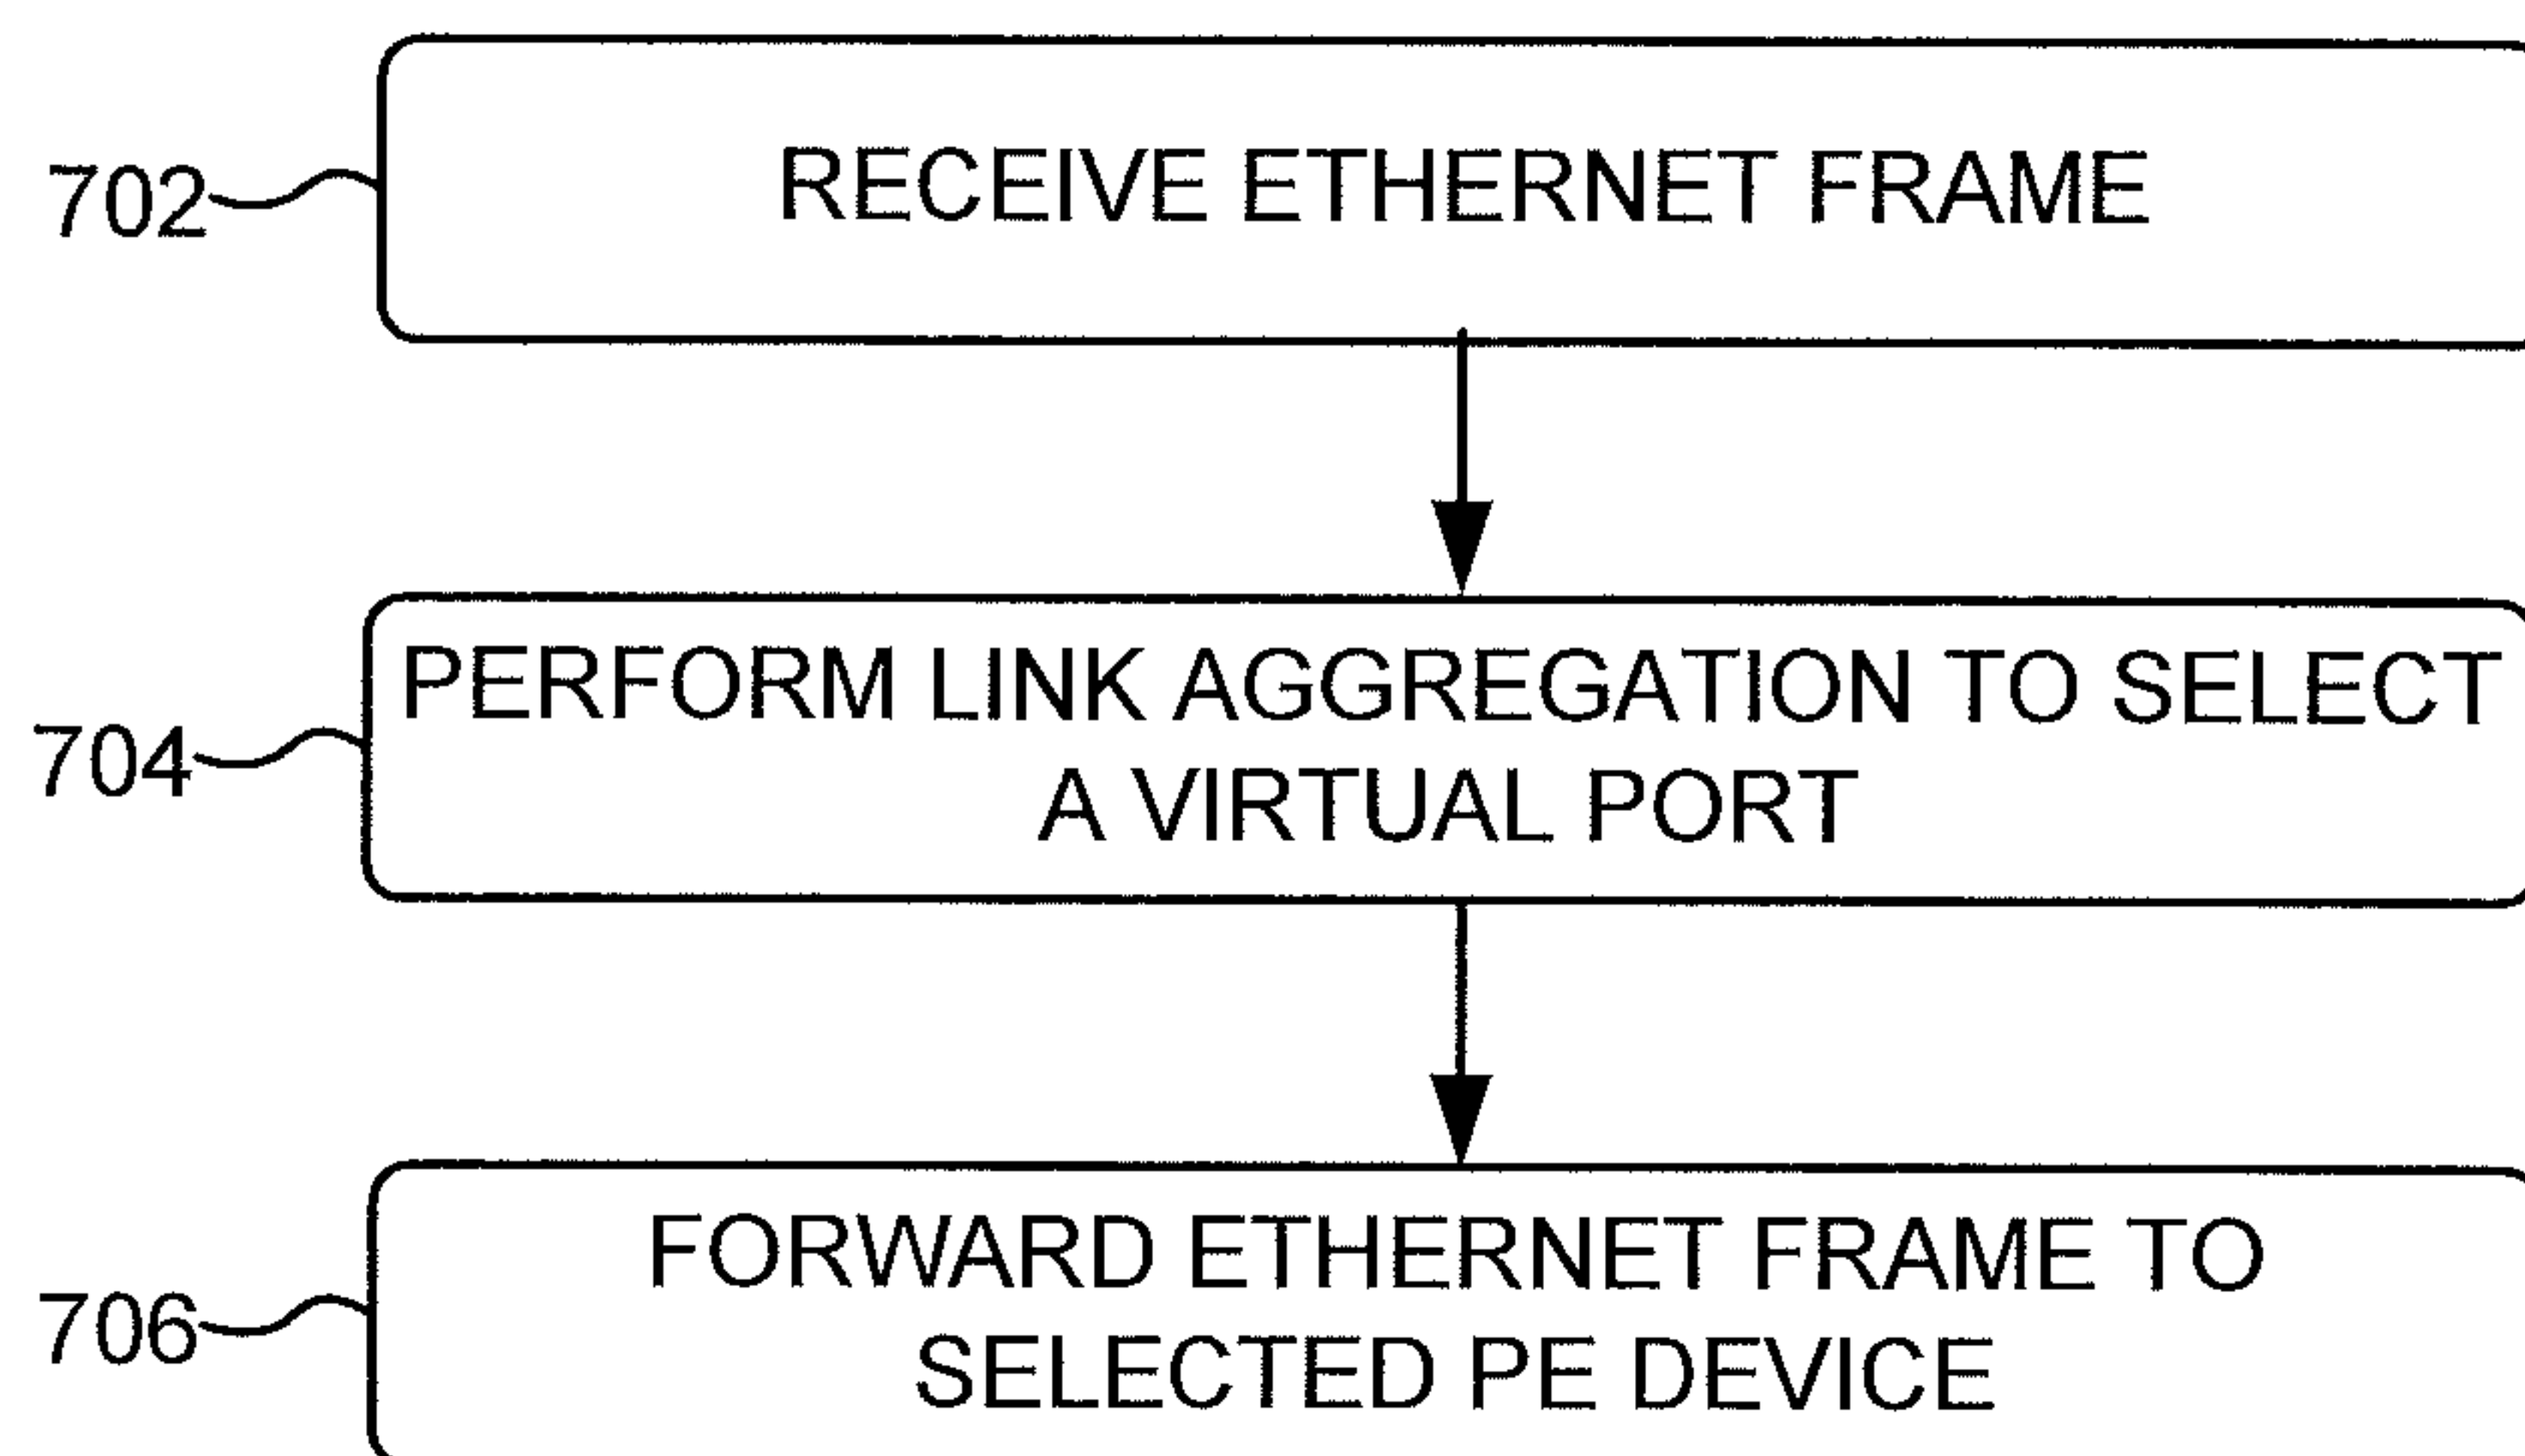 702
RECEIVE ETHERNET FRAME
704
PERFORM LINK AGGREGATION TO SELECT
A VIRTUAL PORT
706
FORWARD ETHERNET FRAME TO
SELECTED PE DEVICE